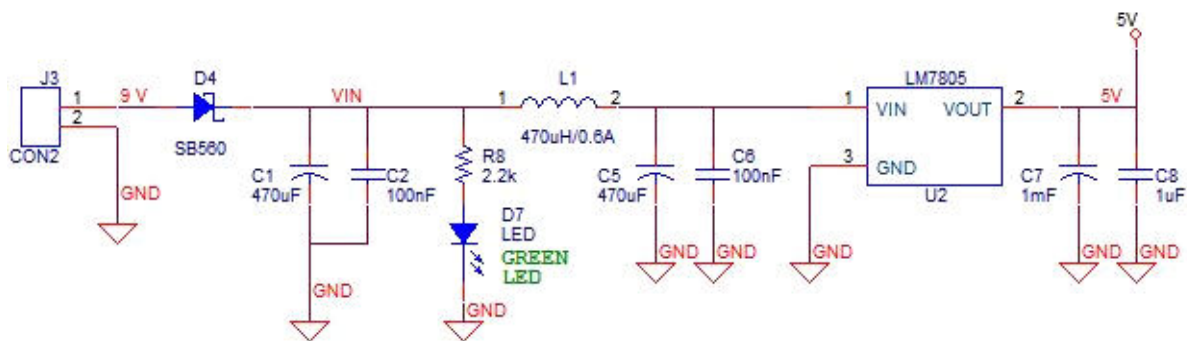 J3
1
2
CON2
9 V
GND
D4
SB560
VIN
C1
470uF
C2
100nF
GND
R8
2.2k
D7
LED
GREEN
LED
GND
L1
1
2
470uH/0.6A
C5
470uF
GND
C6
100nF
GND
LM7805
1
VIN
VOUT
2
3
GND
U2
GND
5V
5V
C7
1mF
GND
C8
1uF
GND